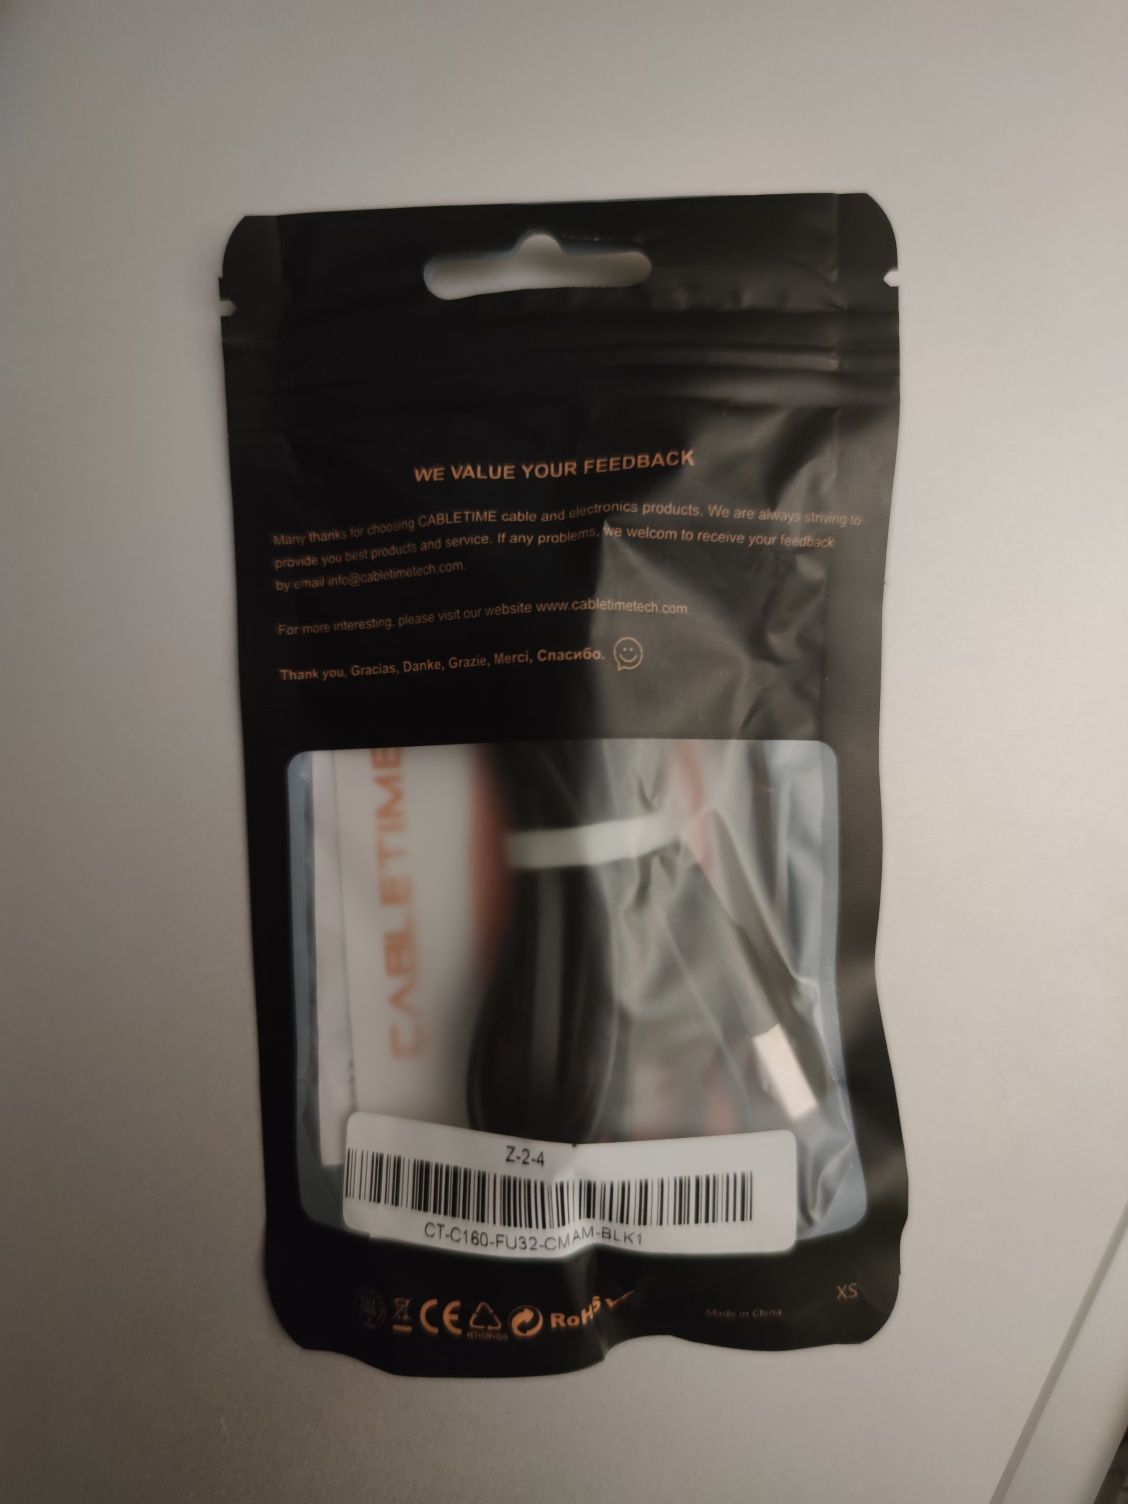 WE VALUE YOUR FEEDBACK
Many thanks for choosing CABLETIME cable and electronics products. We are always striving to
provide you best products and service. If any problems, we welcom to receive your feedback
by email info@cabletimetech.com.
For more interesting, please visit our website www.cabletimetech.com
Thank you, Gracias, Danke, Grazie, Merci, Спасибо.
CABLETIME
Z-2-4
CT-C160-FU32-CMAM-BLK1
CE
RoHS
Made in China
XS